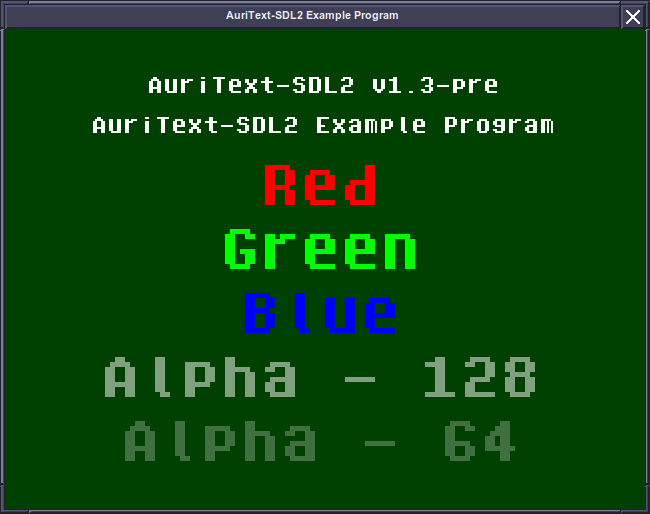 AuriText-SDL2 Example Program
AuriText-SDL2 v1.3-pre
AuriText-SDL2 Example Program
Red
Green
Blue
Alpha - 128
Alpha - 64